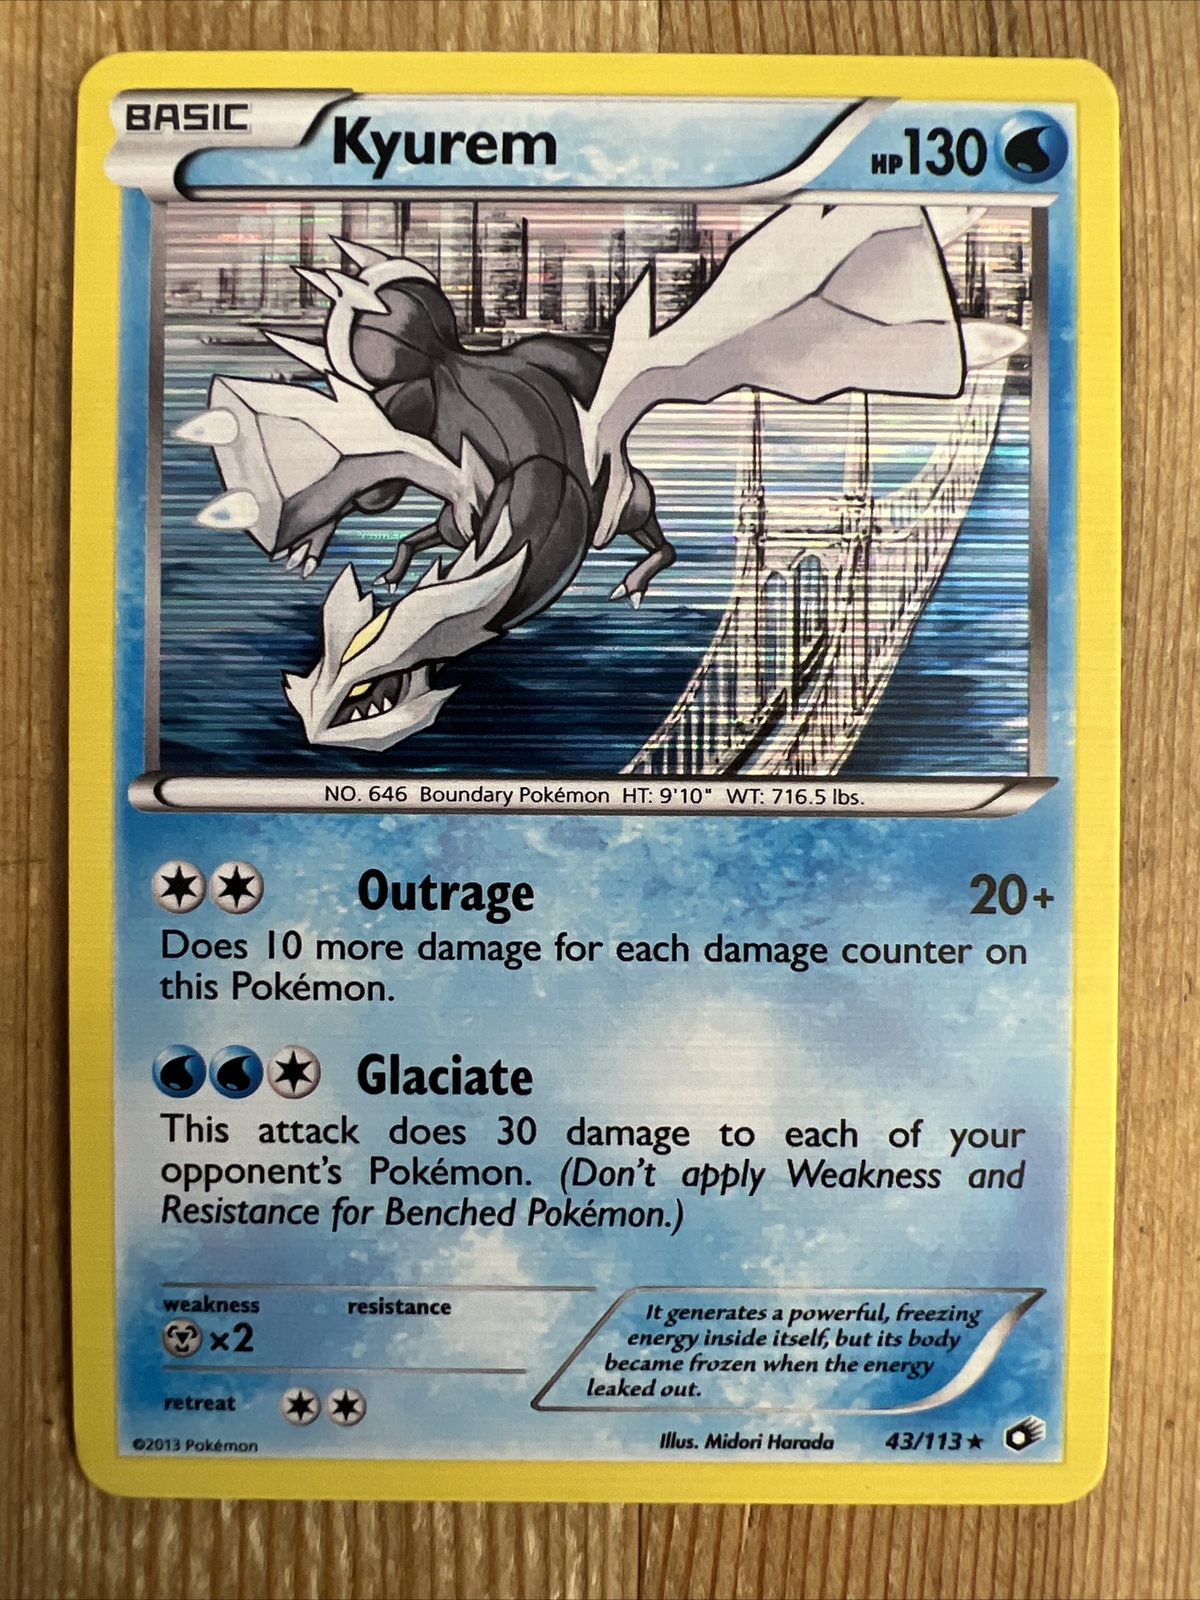 BASIC
Kyurem
HP130
NO. 646 Boundary Pokémon HT: 9'10" WT: 716.5 lbs.
Outrage 20+
Does 10 more damage for each damage counter on
this Pokémon.
Glaciate
This attack does 30 damage to each of your
opponent's Pokémon. (Don't apply Weakness and
Resistance for Benched Pokémon.)
weakness resistance
×2
It generates a powerful, freezing
energy inside itself, but its body
became frozen when the energy
leaked out.
retreat
©2013 Pokémon
Illus. Midori Harada
43/113★